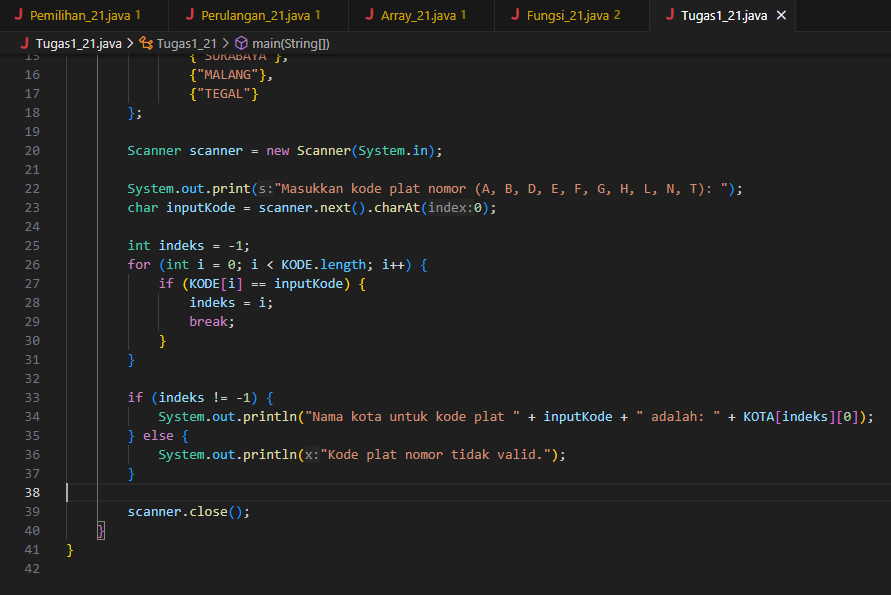 J Pemilihan_21.java 1 J Perulangan_21.java 1 J Array_21.java 1 J Fungsi_21.java 2 J Tugas1_21.java ×
J Tugas1_21.java > Tugas1_21 > main(String[])
15 {"SURABAYA"},
16 {"MALANG"},
17 {"TEGAL"}
18 };
19
20 Scanner scanner = new Scanner(System.in);
21
22 System.out.print(s:"Masukkan kode plat nomor (A, B, D, E, F, G, H, L, N, T): ");
23 char inputKode = scanner.next().charAt(index:0);
24
25 int indeks = -1;
26 for (int i = 0; i < KODE.length; i++) {
27 if (KODE[i] == inputKode) {
28 indeks = i;
29 break;
30 }
31 }
32
33 if (indeks != -1) {
34 System.out.println("Nama kota untuk kode plat " + inputKode + " adalah: " + KOTA[indeks][0]);
35 } else {
36 System.out.println(x:"Kode plat nomor tidak valid.");
37 }
38
39 scanner.close();
40 }
41 }
42